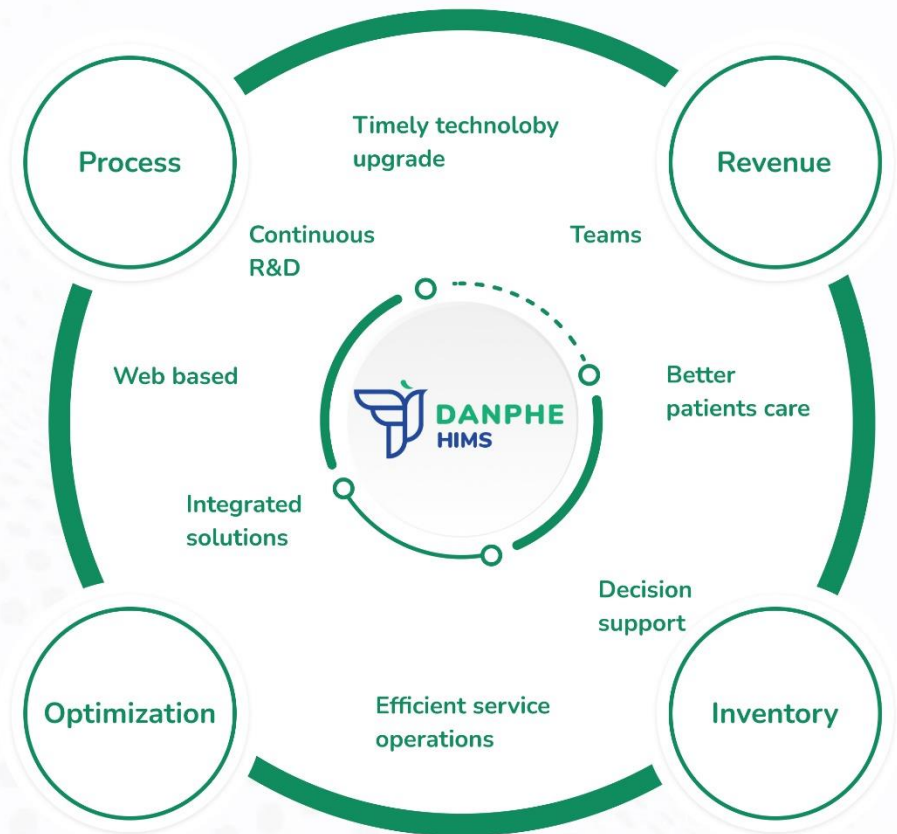 Timely technoloby
upgrade
Process
Revenue
Continuous
R&D
Teams
Web based
Better
patients care
DANPHE
HIMS
Integrated
solutions
Decision
support
Optimization
Efficient service
operations
Inventory